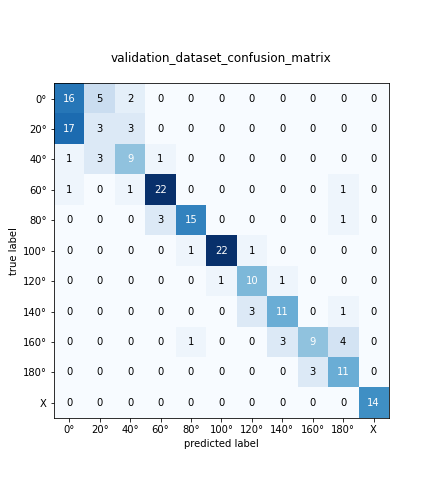 validation_dataset_confusion_matrix
0° 16 5 2 0 0 0 0 0 0 0 0
20° 17 3 3 0 0 0 0 0 0 0 0
40° 1 3 9 1 0 0 0 0 0 0 0
60° 1 0 1 22 0 0 0 0 0 1 0
80° 0 0 0 3 15 0 0 0 0 1 0
100° 0 0 0 0 1 22 1 0 0 0 0
120° 0 0 0 0 0 1 10 1 0 0 0
140° 0 0 0 0 0 0 3 11 0 1 0
160° 0 0 0 0 1 0 0 3 9 4 0
180° 0 0 0 0 0 0 0 0 3 11 0
X 0 0 0 0 0 0 0 0 0 0 14
0° 20° 40° 60° 80° 100° 120° 140° 160° 180° X
predicted label
true label